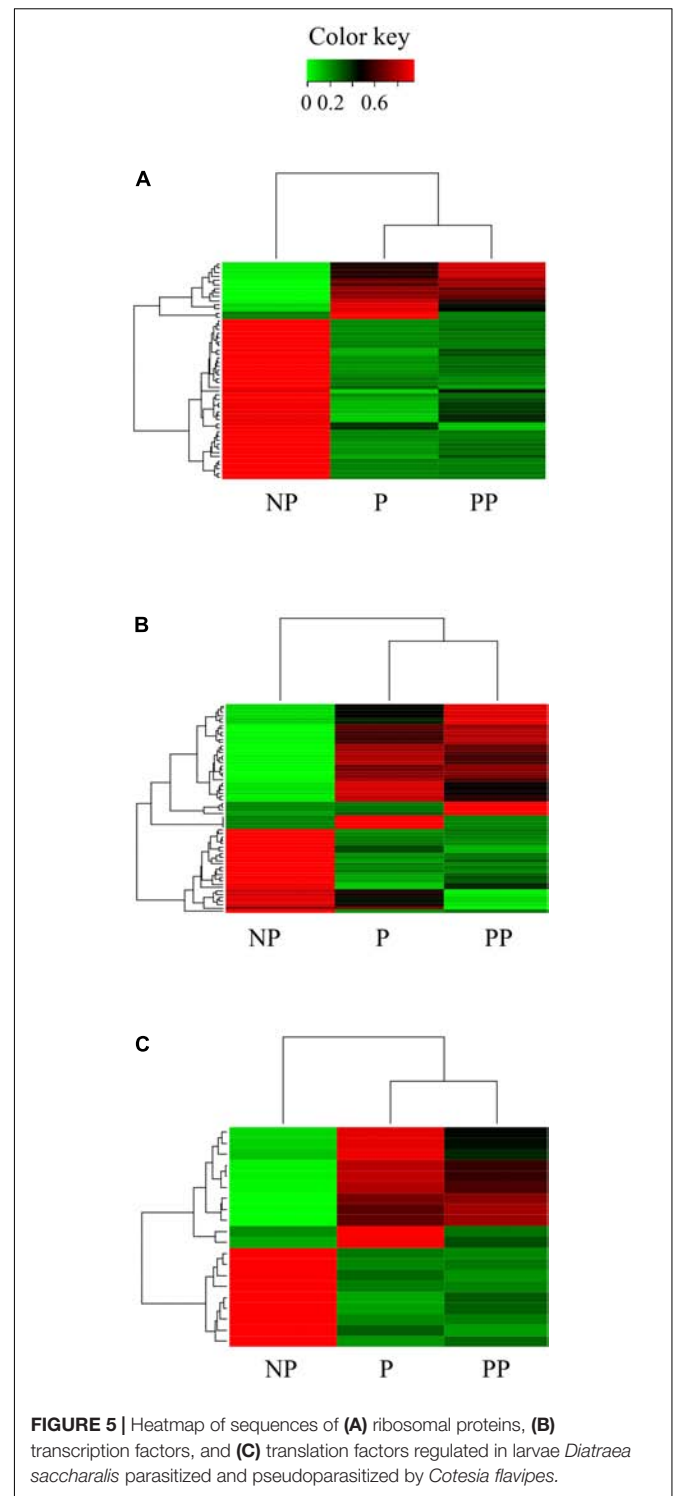 Color key
0 0.2 0.6
A
NP P PP
B
NP P PP
C
NP P PP
FIGURE 5 | Heatmap of sequences of (A) ribosomal proteins, (B)
transcription factors, and (C) translation factors regulated in larvae Diatraea
saccharalis parasitized and pseudoparasitized by Cotesia flavipes.